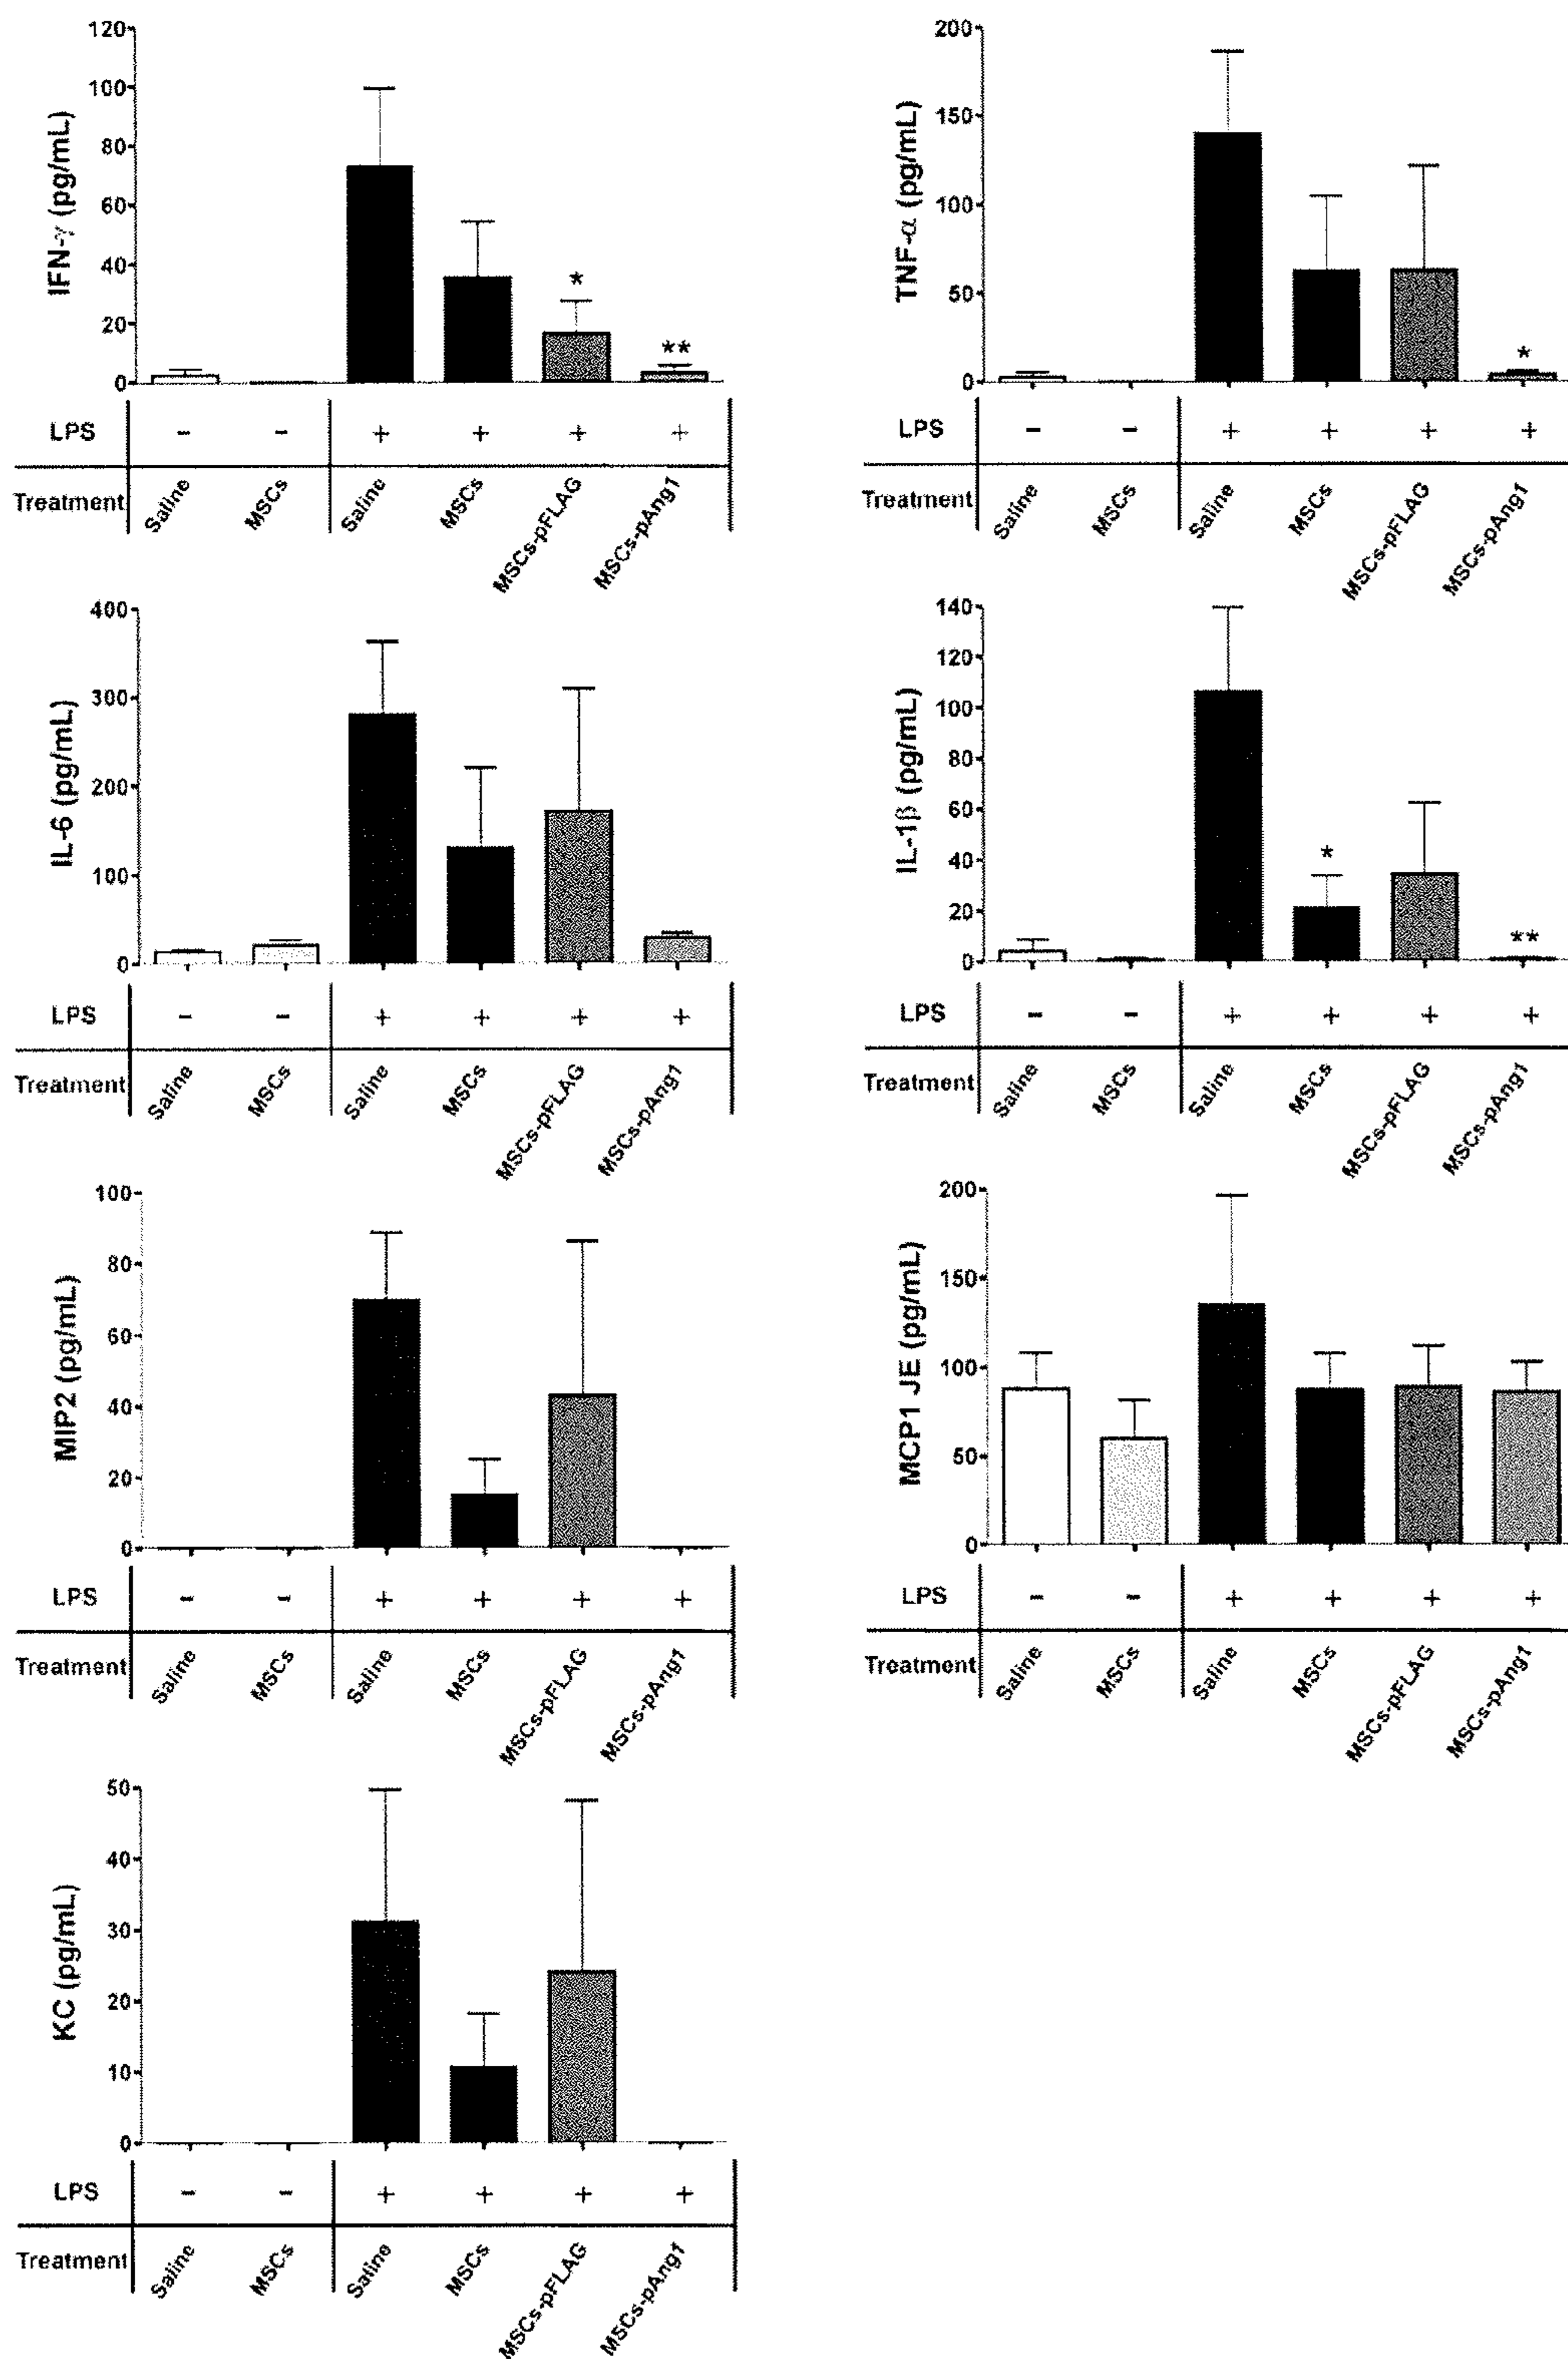 120
100
80
60
40
20
0
IFN-γ (pg/mL)
*
**
LPS - - + + + +
Treatment Saline MSCs Saline MSCs MSCs-pFLAG MSCs-pAng1
200
150
100
50
0
TNF-α (pg/mL)
*
LPS - - + + + +
Treatment Saline MSCs Saline MSCs MSCs-pFLAG MSCs-pAng1
400
300
200
100
0
IL-6 (pg/mL)
LPS - - + + + +
Treatment Saline MSCs Saline MSCs MSCs-pFLAG MSCs-pAng1
140
120
100
80
60
40
20
0
IL-1β (pg/mL)
*
**
LPS - - + + + +
Treatment Saline MSCs Saline MSCs MSCs-pFLAG MSCs-pAng1
100
80
60
40
20
0
MIP2 (pg/mL)
LPS - - + + + +
Treatment Saline MSCs Saline MSCs MSCs-pFLAG MSCs-pAng1
200
150
100
50
0
MCP1 JE (pg/mL)
LPS - - + + + +
Treatment Saline MSCs Saline MSCs MSCs-pFLAG MSCs-pAng1
50
40
30
20
10
0
KC (pg/mL)
LPS - - + + + +
Treatment Saline MSCs Saline MSCs MSCs-pFLAG MSCs-pAng1